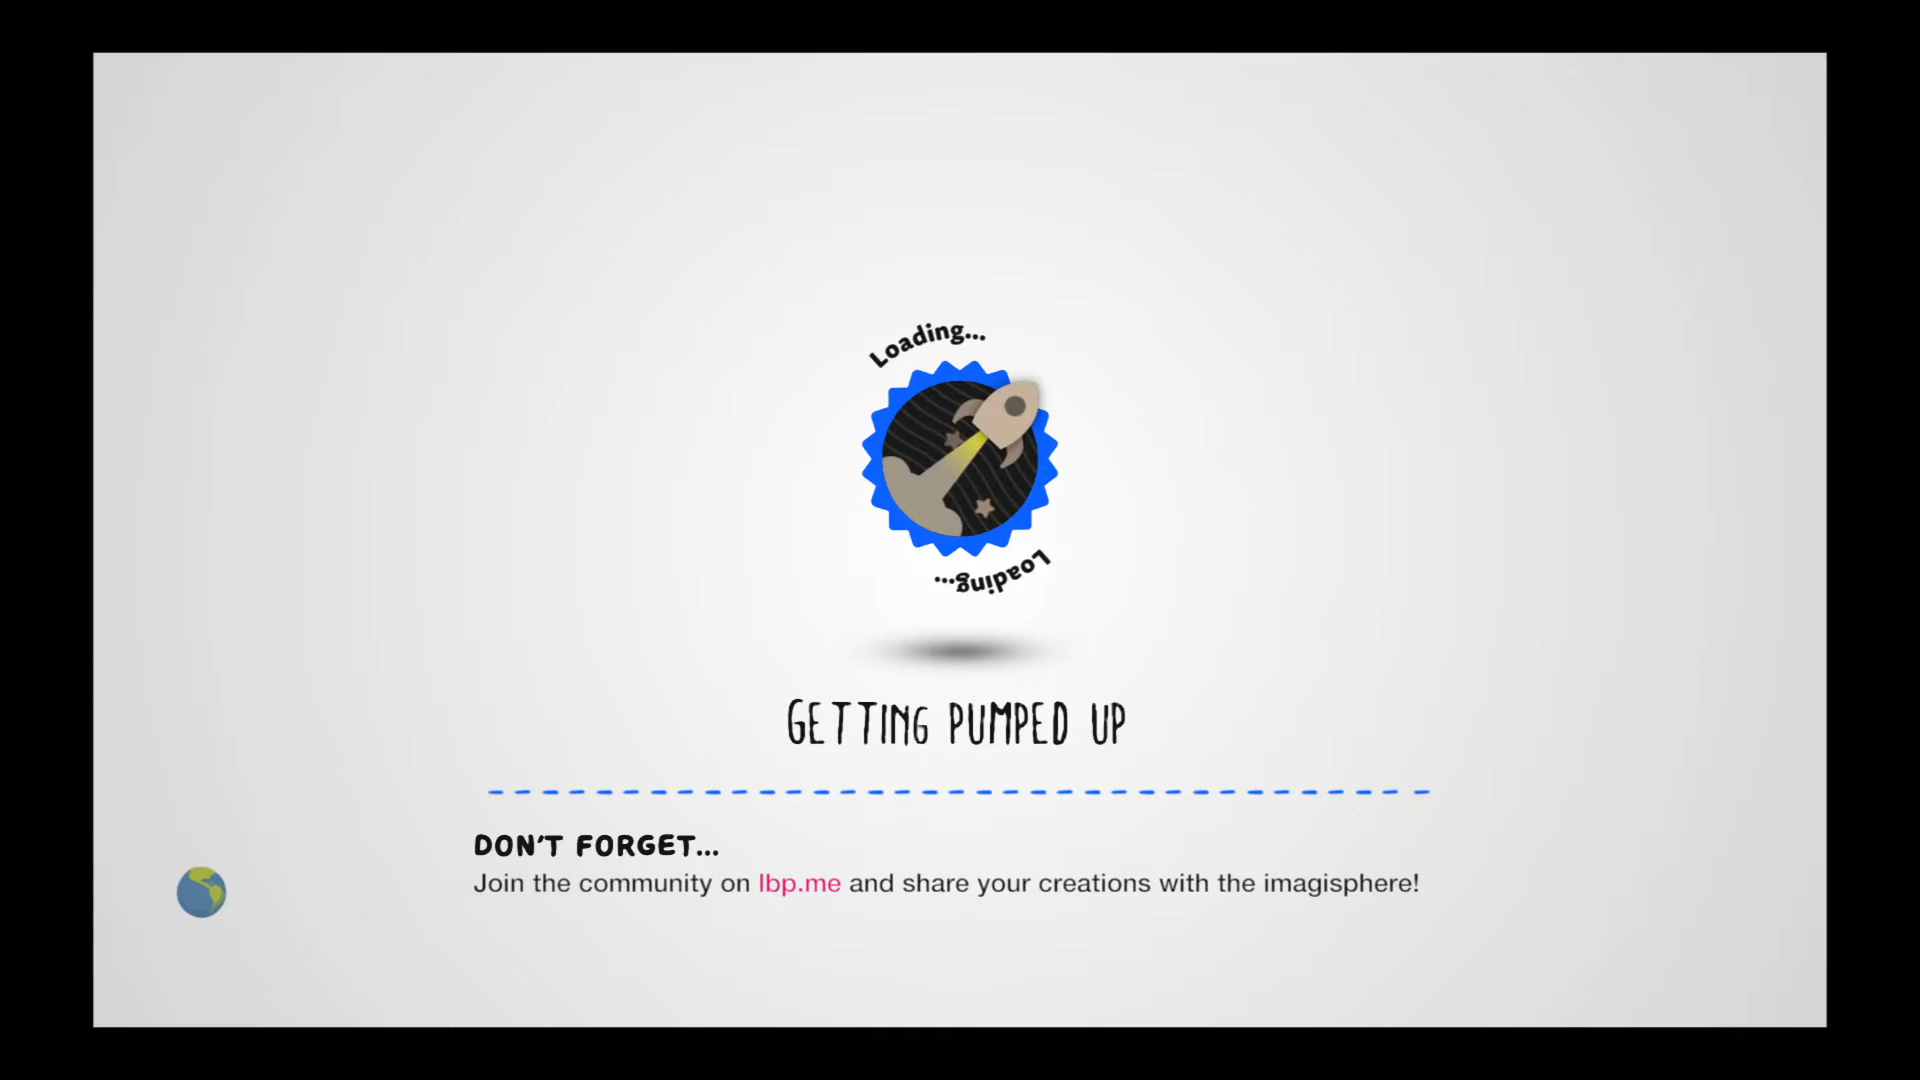 Loading...
Loading...
GETTING PUMPED UP
DON'T FORGET...
Join the community on lbp.me and share your creations with the imagisphere!